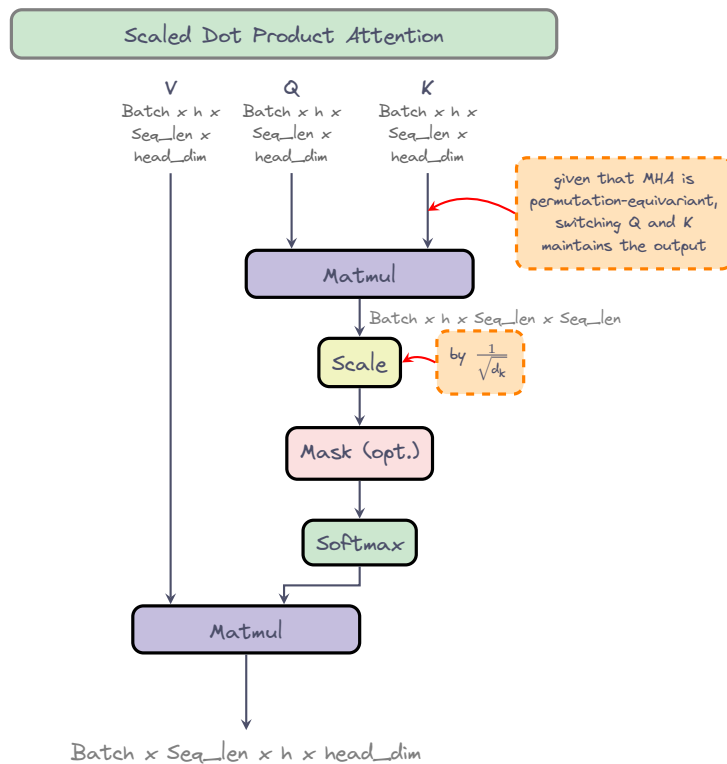 Scaled Dot Product Attention
V
Batch x h x
Seq_len x
head_dim
Q
Batch x h x
Seq_len x
head_dim
K
Batch x h x
Seq_len x
head_dim
given that MHA is
permutation-equivariant,
switching Q and K
maintains the output
Matmul
Batch x h x Seq_len x Seq_len
Scale
by 1/√dk
Mask (opt.)
Softmax
Matmul
Batch x Seq_len x h x head_dim